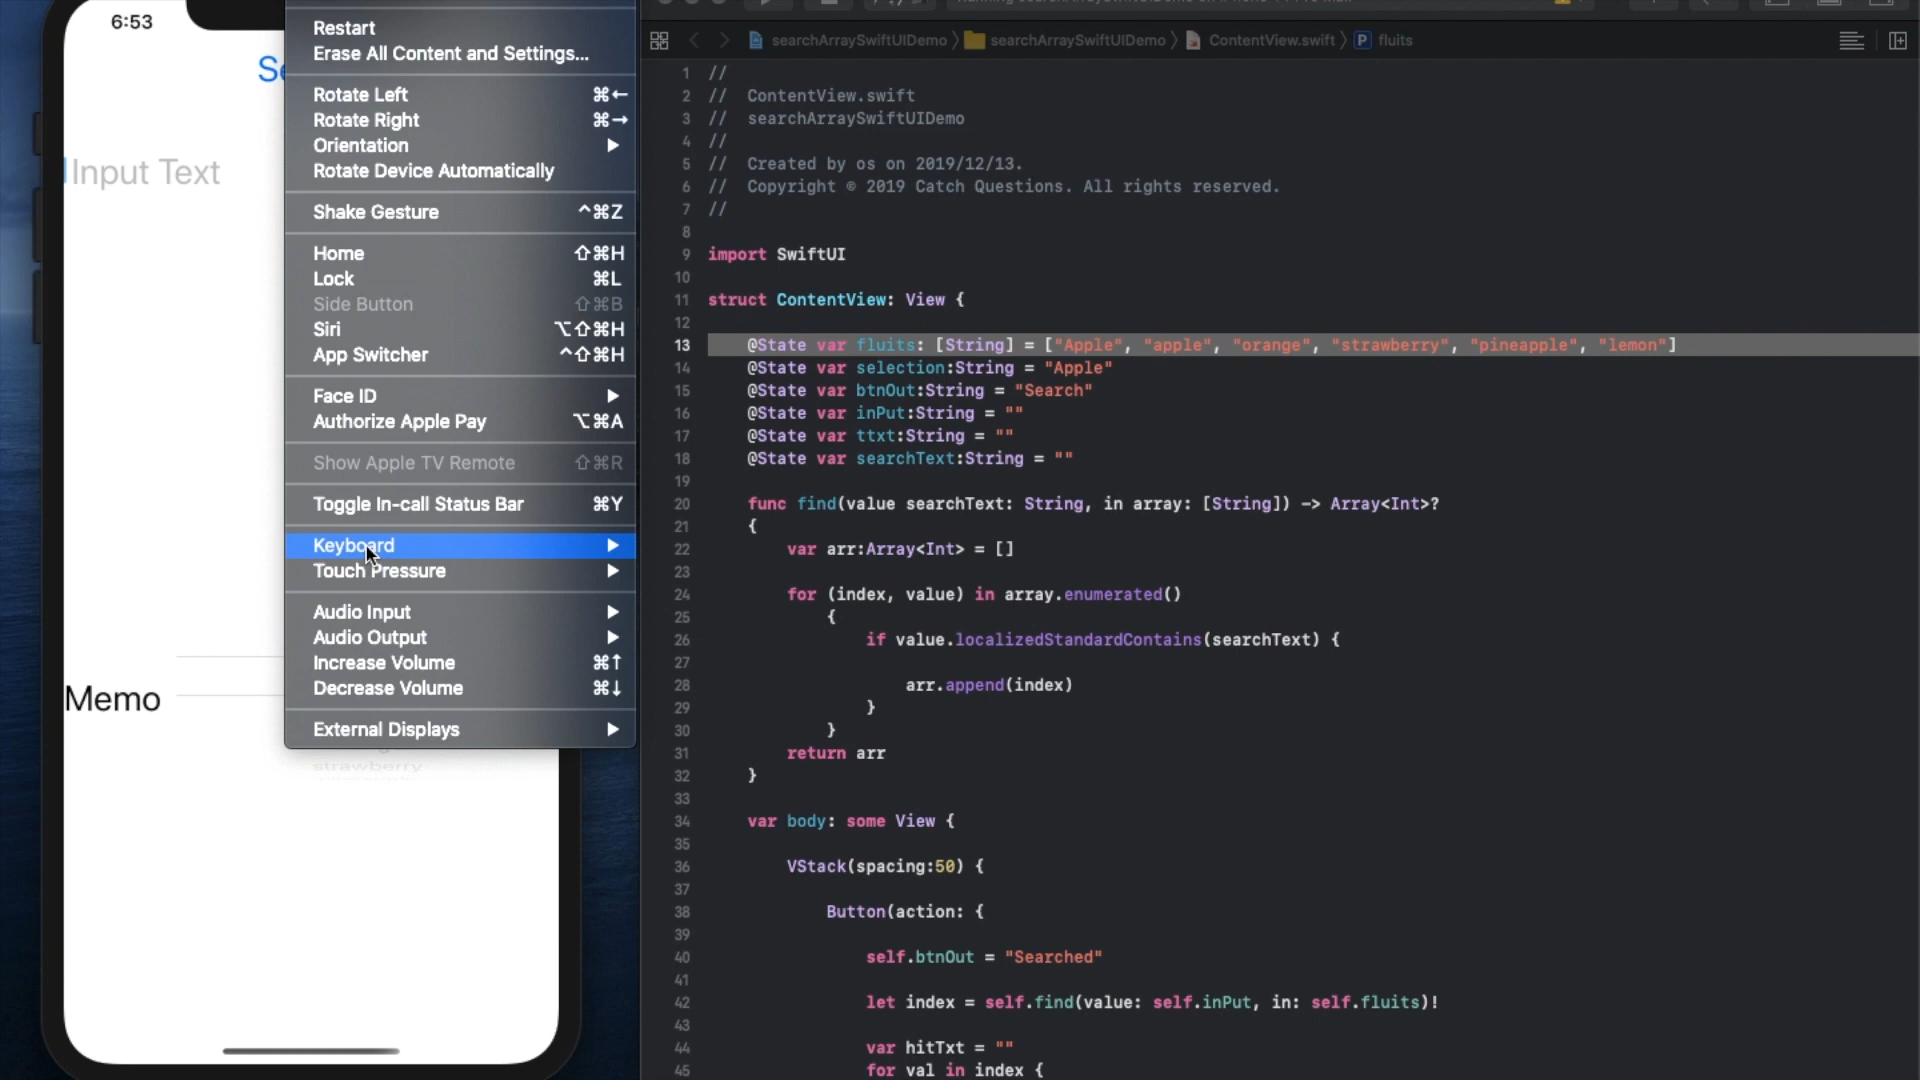 6:53
Input Text
Memo
strawberry
Restart
Erase All Content and Settings...
Rotate Left ⌘←
Rotate Right ⌘→
Orientation ▶
Rotate Device Automatically
Shake Gesture ^⌘Z
Home ⇧⌘H
Lock ⌘L
Side Button ⇧⌘B
Siri ⌥⇧⌘H
App Switcher ^⇧⌘H
Face ID ▶
Authorize Apple Pay ⌥⌘A
Show Apple TV Remote ⇧⌘R
Toggle In-call Status Bar ⌘Y
Keyboard ▶
Touch Pressure ▶
Audio Input ▶
Audio Output ▶
Increase Volume ⌘↑
Decrease Volume ⌘↓
External Displays ▶
searchArraySwiftUIDemo 〉 searchArraySwiftUIDemo 〉 ContentView.swift 〉 P fluits
1 //
2 //  ContentView.swift
3 //  searchArraySwiftUIDemo
4 //
5 //  Created by os on 2019/12/13.
6 //  Copyright © 2019 Catch Questions. All rights reserved.
7 //
8
9 import SwiftUI
10
11 struct ContentView: View {
12
13     @State var fluits: [String] = ["Apple", "apple", "orange", "strawberry", "pineapple", "lemon"]
14     @State var selection:String = "Apple"
15     @State var btnOut:String = "Search"
16     @State var inPut:String = ""
17     @State var ttxt:String = ""
18     @State var searchText:String = ""
19
20     func find(value searchText: String, in array: [String]) -> Array<Int>?
21     {
22         var arr:Array<Int> = []
23
24         for (index, value) in array.enumerated()
25             {
26                 if value.localizedStandardContains(searchText) {
27
28                     arr.append(index)
29                 }
30             }
31         return arr
32     }
33
34     var body: some View {
35
36         VStack(spacing:50) {
37
38             Button(action: {
39
40                 self.btnOut = "Searched"
41
42                 let index = self.find(value: self.inPut, in: self.fluits)!
43
44                 var hitTxt = ""
45                 for val in index {